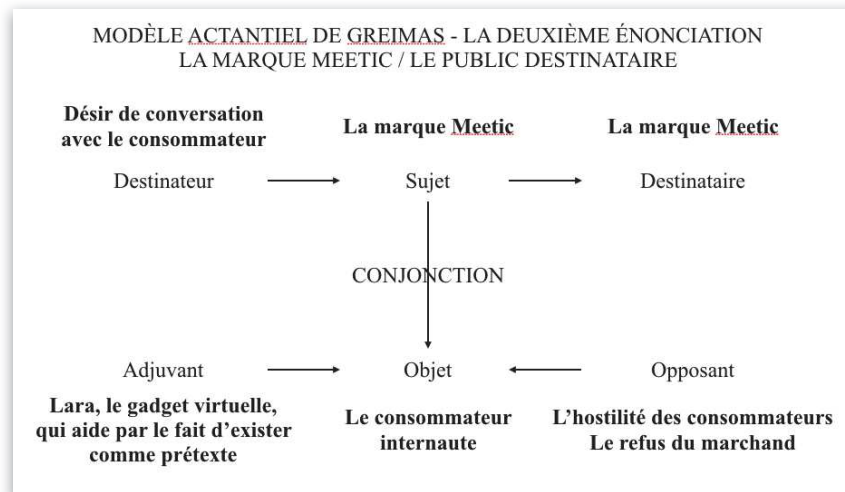 MODÈLE ACTANTIEL DE GREIMAS - LA DEUXIÈME ÉNONCIATION
LA MARQUE MEETIC / LE PUBLIC DESTINATAIRE
Désir de conversation
avec le consommateur
La marque Meetic
La marque Meetic
Destinateur
Sujet
Destinataire
CONJONCTION
Adjuvant
Objet
Opposant
Lara, le gadget virtuelle,
qui aide par le fait d’exister
comme prétexte
Le consommateur
internaute
L’hostilité des consommateurs
Le refus du marchand